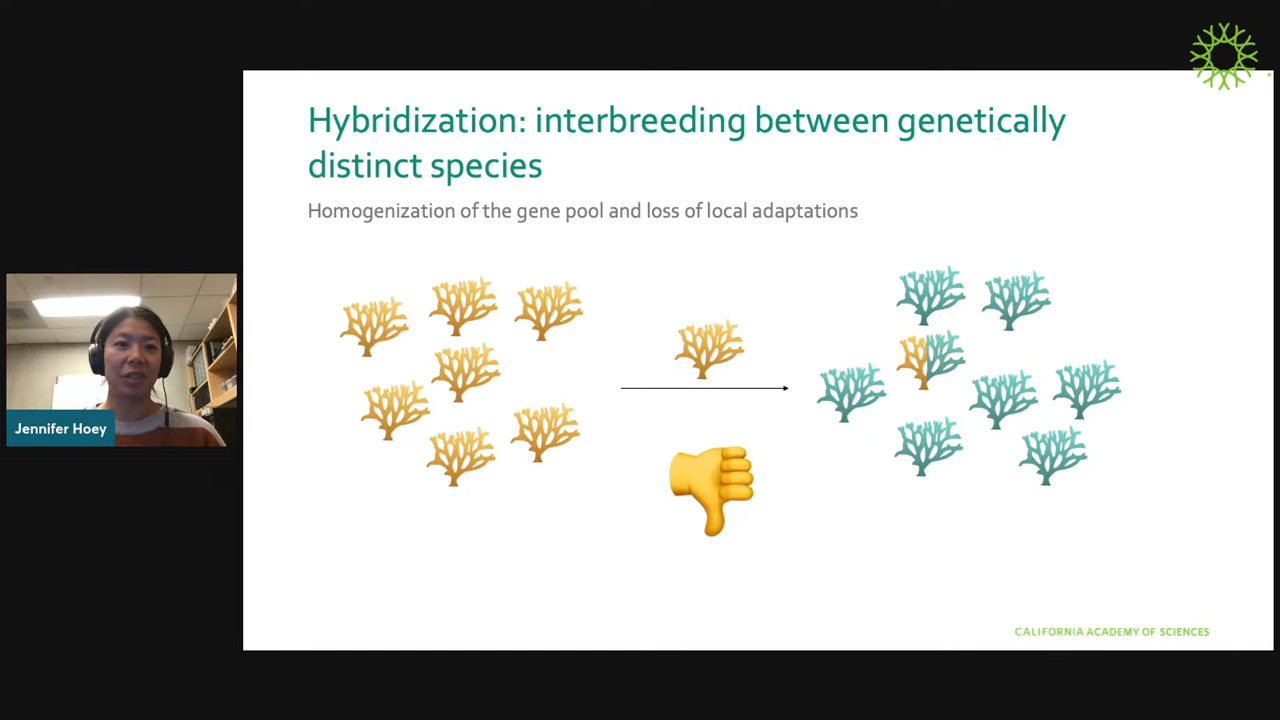 Hybridization: interbreeding between genetically
distinct species
Homogenization of the gene pool and loss of local adaptations
Jennifer Hoey
CALIFORNIA ACADEMY OF SCIENCES